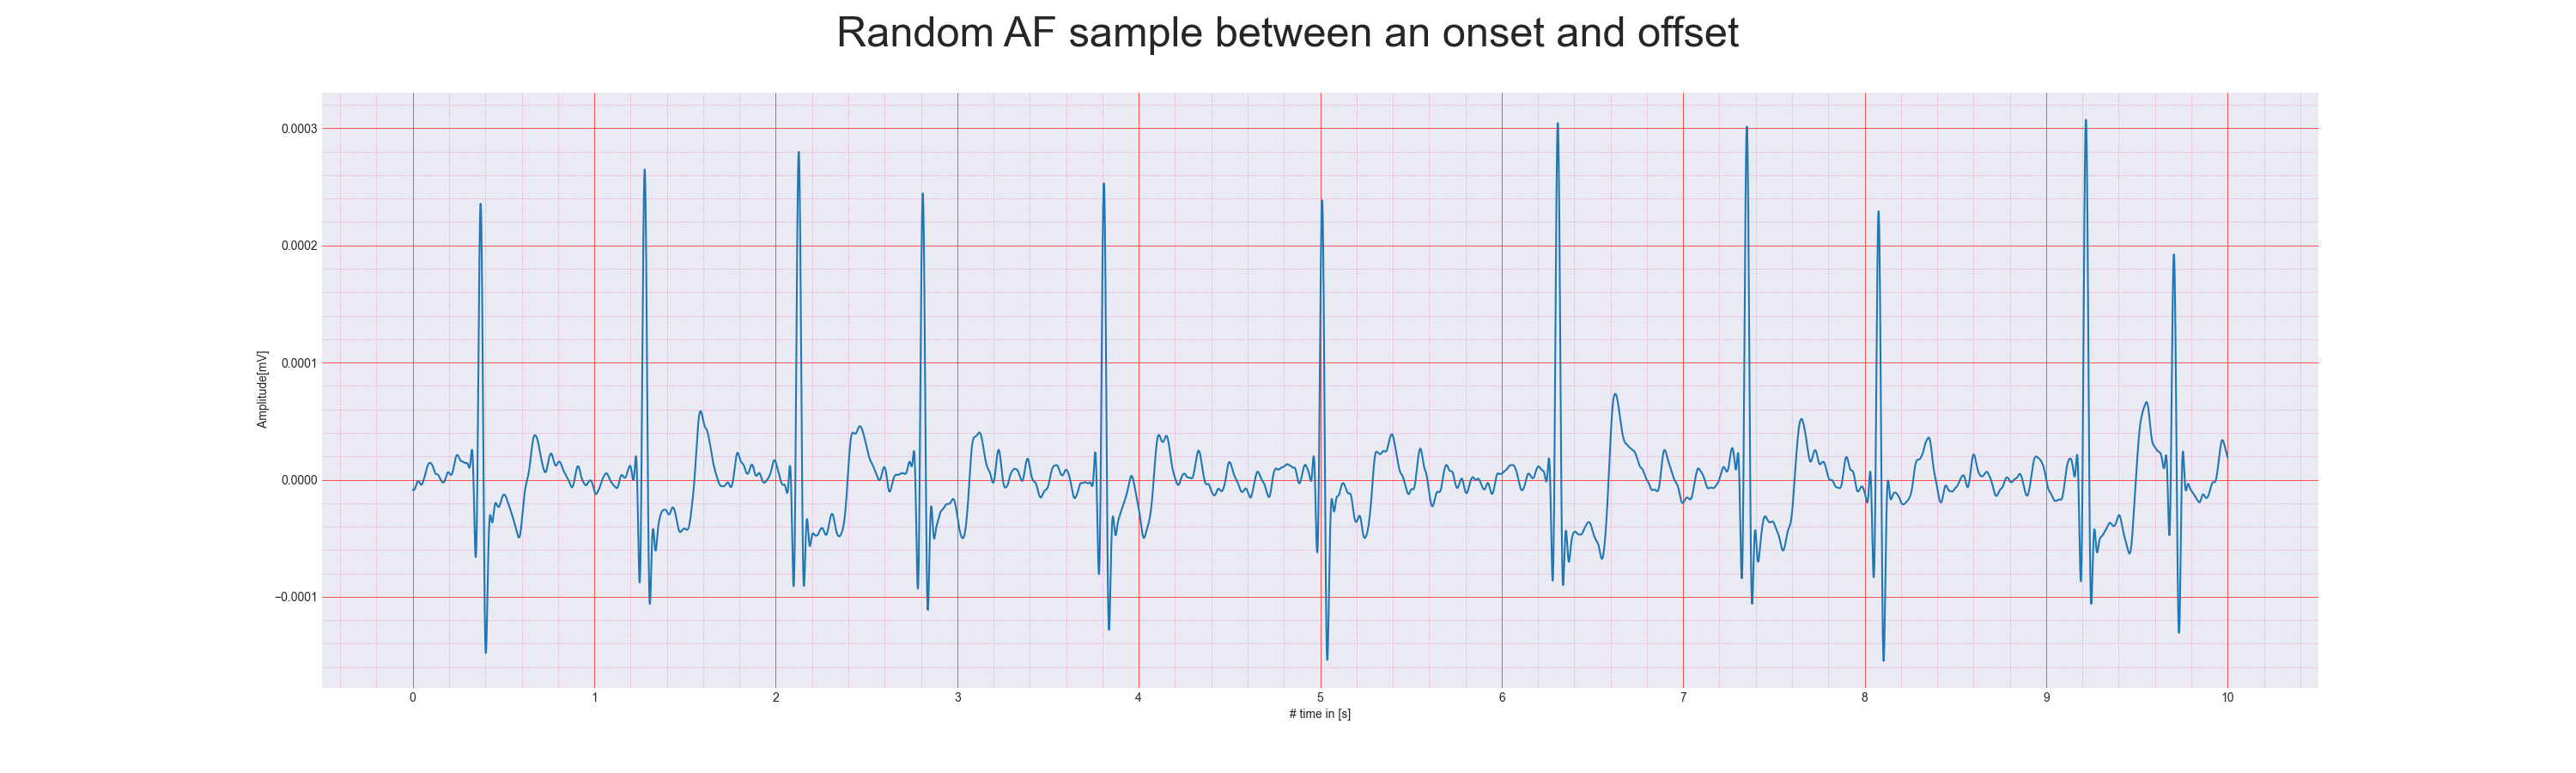 Random AF sample between an onset and offset
0.0003
0.0002
0.0001
0.0000
−0.0001
Amplitude[mV]
0 1 2 3 4 5 6 7 8 9 10
# time in [s]